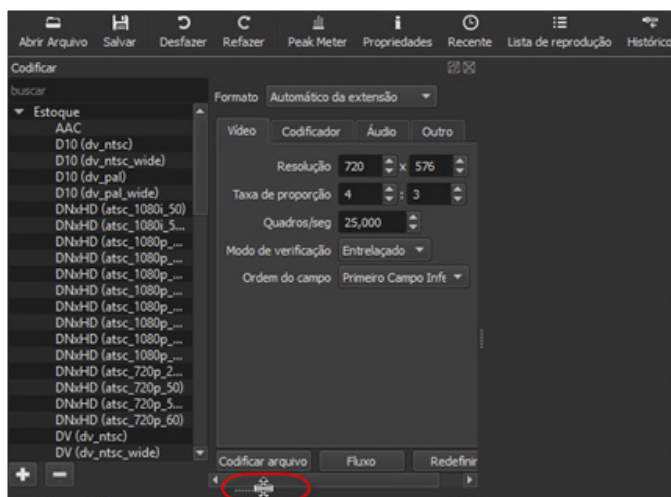 Abrir Arquivo Salvar Desfazer Refazer Peak Meter Propriedades Recente Lista de reprodução Histórico
Codificar
buscar
Estoque
AAC
D10 (dv_ntsc)
D10 (dv_ntsc_wide)
D10 (dv_pal)
D10 (dv_pal_wide)
DNxHD (atsc_1080i_50)
DNxHD (atsc_1080i_5...
DNxHD (atsc_1080p_...
DNxHD (atsc_1080p_...
DNxHD (atsc_1080p_...
DNxHD (atsc_1080p_...
DNxHD (atsc_1080p_...
DNxHD (atsc_1080p_...
DNxHD (atsc_1080p_...
DNxHD (atsc_720p_2...
DNxHD (atsc_720p_50)
DNxHD (atsc_720p_5...
DNxHD (atsc_720p_60)
DV (dv_ntsc)
DV (dv_ntsc_wide)
Formato Automático da extensão
Vídeo Codificador Áudio Outro
Resolução 720 x 576
Taxa de proporção 4 : 3
Quadros/seg 25,000
Modo de verificação Entrelaçado
Ordem do campo Primeiro Campo Infe
Codificar arquivo Fluxo Redefinir